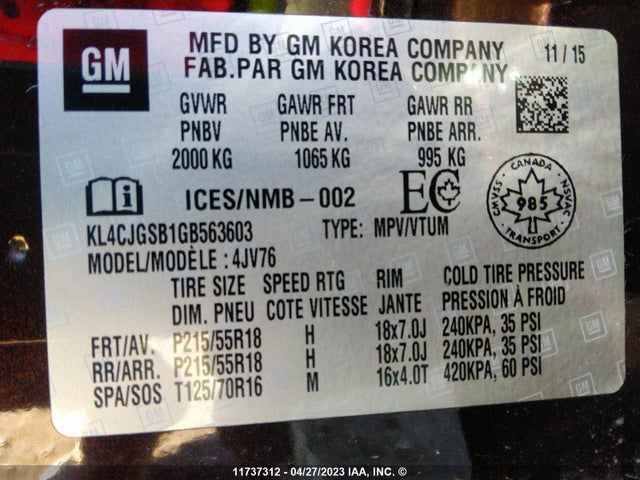 GM
MFD BY GM KOREA COMPANY 11/15
FAB.PAR GM KOREA COMPANY
GVWR GAWR FRT GAWR RR
PNBV PNBE AV. PNBE ARR.
2000 KG 1065 KG 995 KG
ICES/NMB-002 EC
CANADA
CMVSS NSVAC
985
TRANSPORT
KL4CJGSB1GB563603 TYPE: MPV/VTUM
MODEL/MODÈLE: 4JV76
TIRE SIZE SPEED RTG RIM COLD TIRE PRESSURE
DIM. PNEU COTE VITESSE JANTE PRESSION À FROID
FRT/AV. P215/55R18 H 18x7.0J 240KPA, 35 PSI
RR/ARR. P215/55R18 H 18x7.0J 240KPA, 35 PSI
SPA/SOS T125/70R16 M 16x4.0T 420KPA, 60 PSI
11737312 - 04/27/2023 IAA, INC. ©